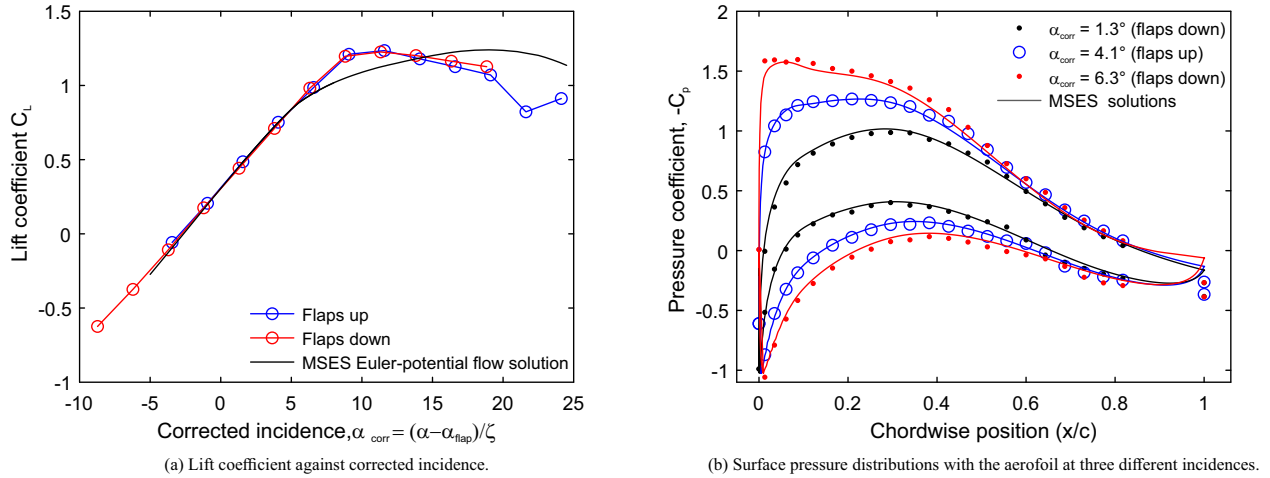 1.5
1
0.5
0
-0.5
-1
Lift coefficient C_L
Flaps up
Flaps down
MSES Euler-potential flow solution
-10 -5 0 5 10 15 20 25
Corrected incidence,α corr = (α−α_flap)/ζ
(a) Lift coefficient against corrected incidence.
2
1.5
1
0.5
0
-0.5
-1
Pressure coefficient, -C_p
α_corr = 1.3° (flaps down)
α_corr = 4.1° (flaps up)
α_corr = 6.3° (flaps down)
MSES solutions
0 0.2 0.4 0.6 0.8 1
Chordwise position (x/c)
(b) Surface pressure distributions with the aerofoil at three different incidences.